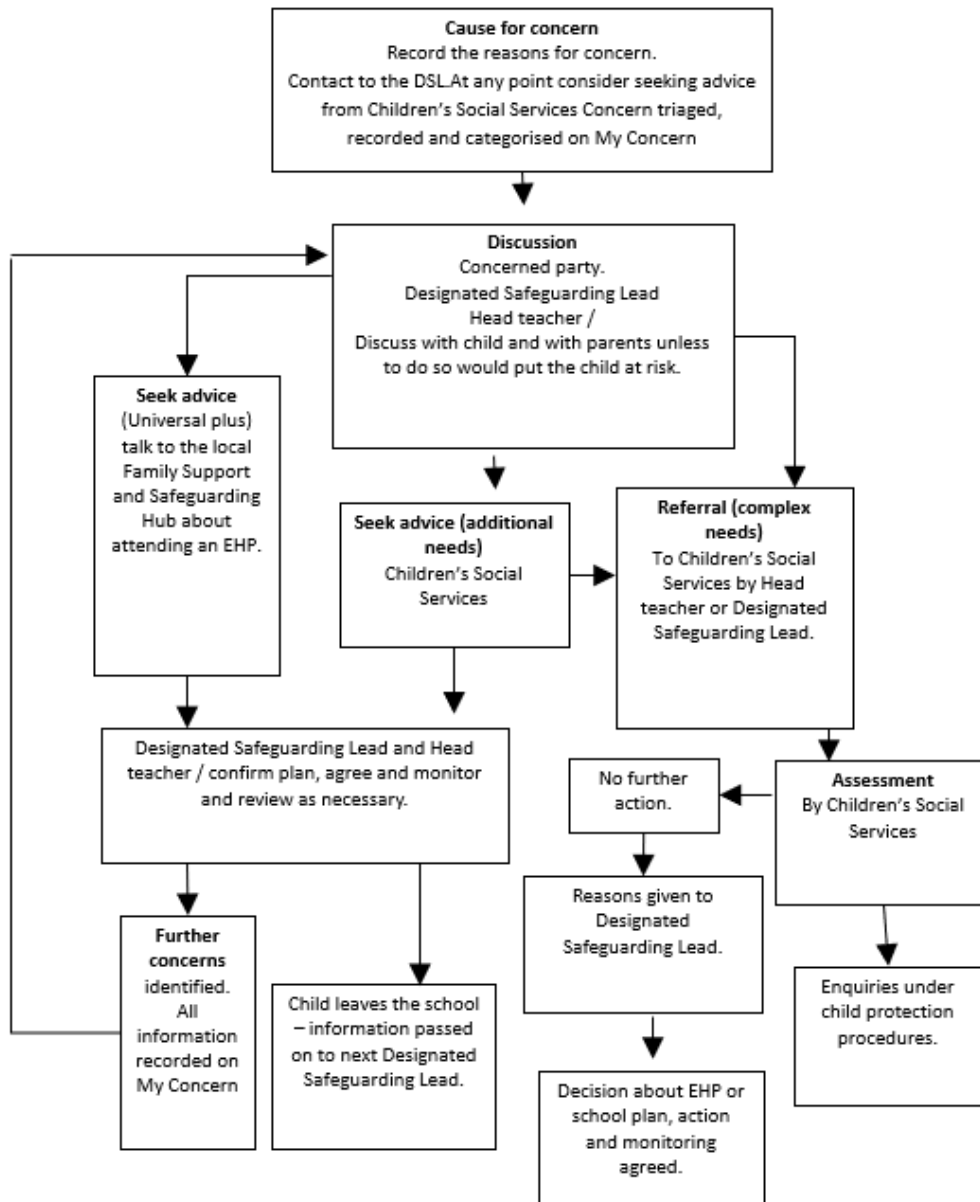 Cause for concern
Record the reasons for concern.
Contact to the DSL.At any point consider seeking advice
from Children's Social Services Concern triaged,
recorded and categorised on My Concern
Discussion
Concerned party.
Designated Safeguarding Lead
Head teacher /
Discuss with child and with parents unless
to do so would put the child at risk.
Seek advice
(Universal plus)
talk to the local
Family Support
and Safeguarding
Hub about
attending an EHP.
Seek advice (additional
needs)
Children's Social
Services
Referral (complex
needs)
To Children's Social
Services by Head
teacher or Designated
Safeguarding Lead.
Designated Safeguarding Lead and Head
teacher / confirm plan, agree and monitor
and review as necessary.
No further
action.
Assessment
By Children's Social
Services
Reasons given to
Designated
Safeguarding Lead.
Further
concerns
identified.
All
information
recorded on
My Concern
Child leaves the school
– information passed
on to next Designated
Safeguarding Lead.
Enquiries under
child protection
procedures.
Decision about EHP or
school plan, action
and monitoring
agreed.